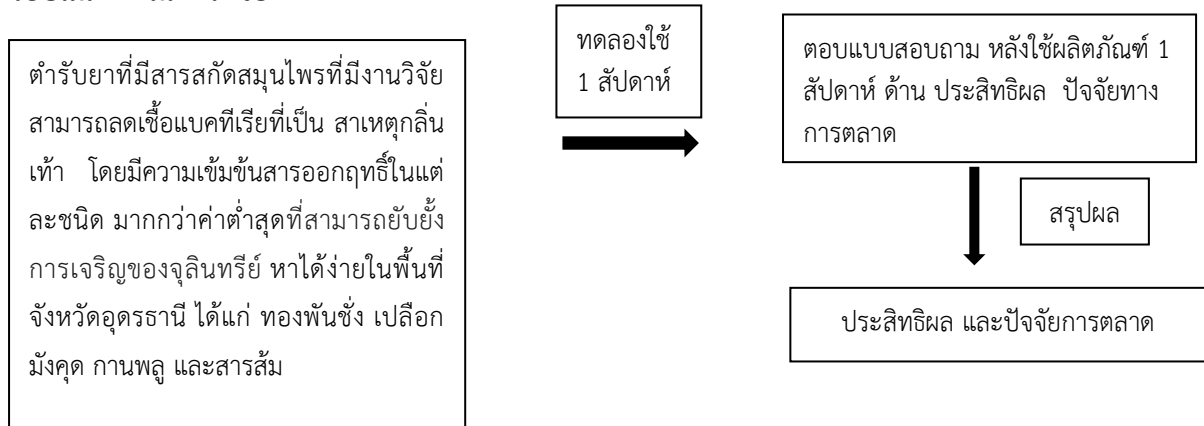 ตำรับยาที่มีสารสกัดสมุนไพรที่มีงานวิจัย
สามารถลดเชื้อแบคทีเรียที่เป็น สาเหตุกลิ่น
เท้า โดยมีความเข้มข้นสารออกฤทธิ์ในแต่
ละชนิด มากกว่าค่าต่ำสุดที่สามารถยับยั้ง
การเจริญของจุลินทรีย์ หาได้ง่ายในพื้นที่
จังหวัดอุดรธานี ได้แก่ ทองพันชั่ง เปลือก
มังคุด กานพลู และสารส้ม
ทดลองใช้
1 สัปดาห์
ตอบแบบสอบถาม หลังใช้ผลิตภัณฑ์ 1
สัปดาห์ ด้าน ประสิทธิผล ปัจจัยทาง
การตลาด
สรุปผล
ประสิทธิผล และปัจจัยการตลาด